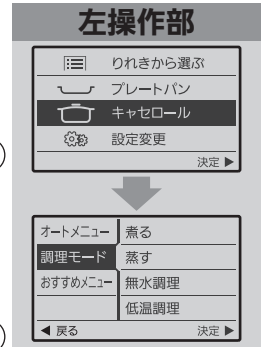 左操作部
りれきから選ぶ
プレートパン
キャセロール
設定変更
決定 ▶
オートメニュー 煮る
調理モード 蒸す
おすすめメニュー 無水調理
低温調理
◀ 戻る 決定 ▶